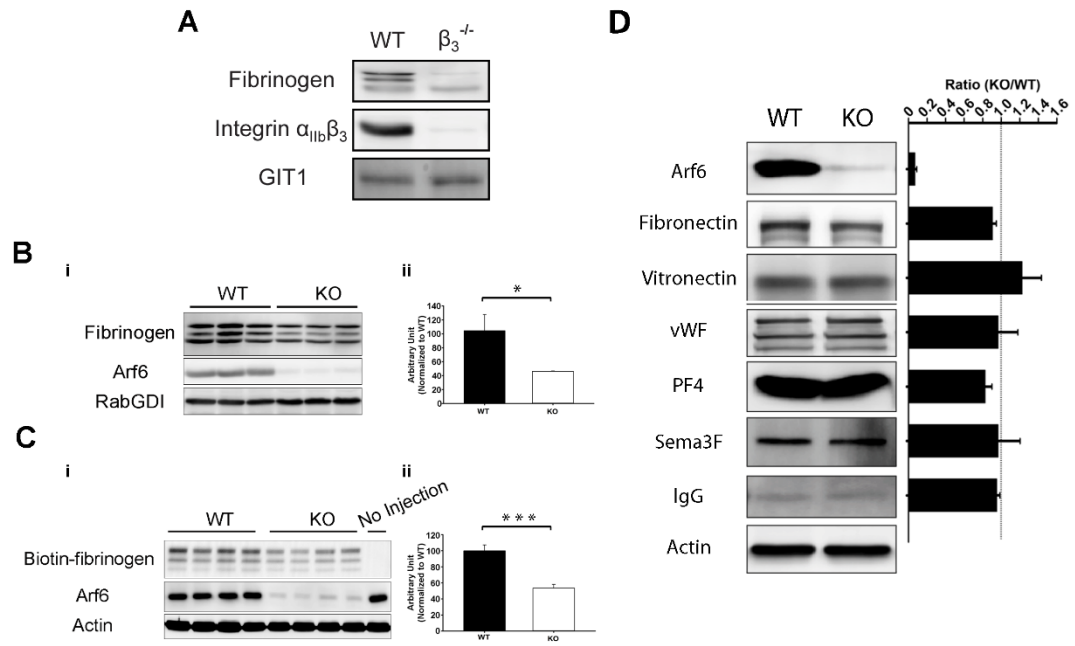 A
WT β₃⁻/⁻
Fibrinogen
Integrin αIIbβ₃
GIT1
B
i
WT KO
Fibrinogen
Arf6
RabGDI
ii
*
Arbitrary Unit
(Normalized to WT)
140
120
100
80
60
40
20
0
WT KO
C
i
WT KO No Injection
Biotin-fibrinogen
Arf6
Actin
ii
***
Arbitrary Unit
(Normalized to WT)
120
100
80
60
40
20
0
WT KO
D
Ratio (KO/WT)
0 0.2 0.4 0.6 0.8 1.0 1.2 1.4 1.6
WT KO
Arf6
Fibronectin
Vitronectin
vWF
PF4
Sema3F
IgG
Actin